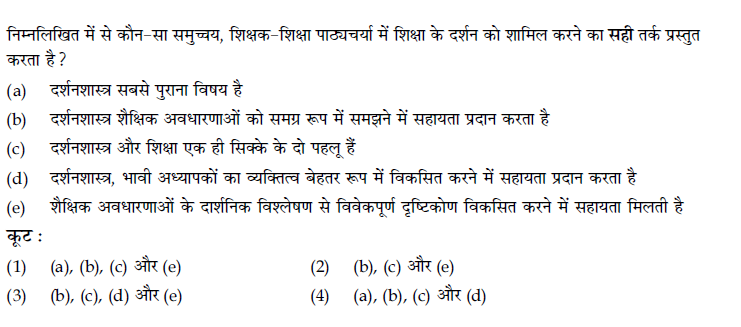 निम्नलिखित में से कौन-सा समुच्चय, शिक्षक-शिक्षा पाठ्यचर्या में शिक्षा के दर्शन को शामिल करने का सही तर्क प्रस्तुत
करता है ?
(a) दर्शनशास्त्र सबसे पुराना विषय है
(b) दर्शनशास्त्र शैक्षिक अवधारणाओं को समग्र रूप में समझने में सहायता प्रदान करता है
(c) दर्शनशास्त्र और शिक्षा एक ही सिक्के के दो पहलू हैं
(d) दर्शनशास्त्र, भावी अध्यापकों का व्यक्तित्व बेहतर रूप में विकसित करने में सहायता प्रदान करता है
(e) शैक्षिक अवधारणाओं के दार्शनिक विश्लेषण से विवेकपूर्ण दृष्टिकोण विकसित करने में सहायता मिलती है
कूट :
(1) (a), (b), (c) और (e) (2) (b), (c) और (e)
(3) (b), (c), (d) और (e) (4) (a), (b), (c) और (d)